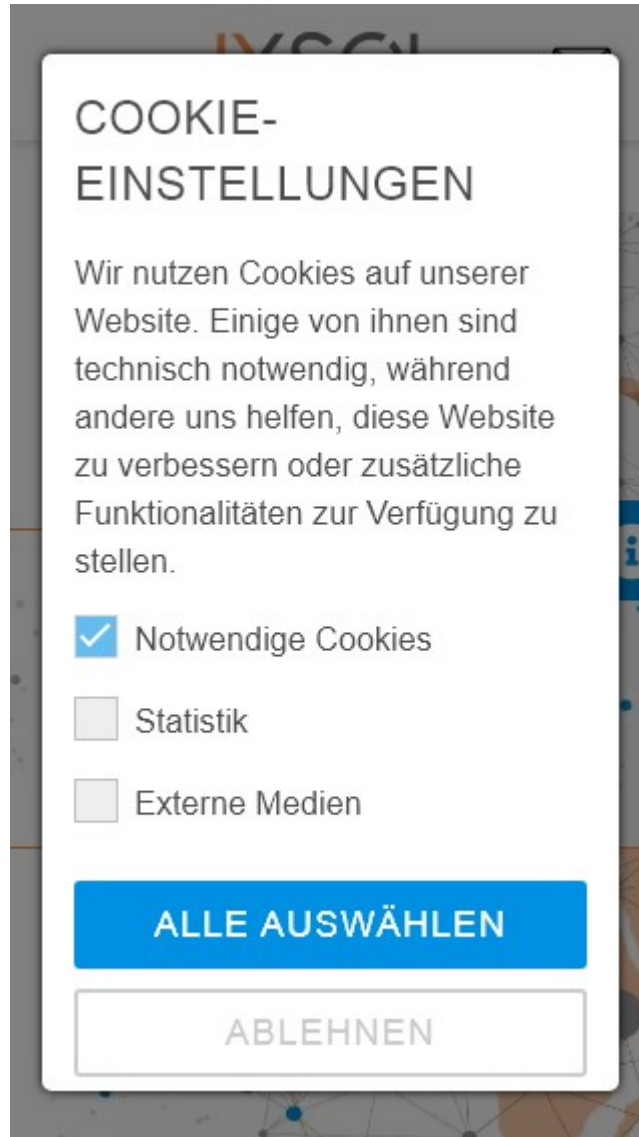 COOKIE-
EINSTELLUNGEN
Wir nutzen Cookies auf unserer
Website. Einige von ihnen sind
technisch notwendig, während
andere uns helfen, diese Website
zu verbessern oder zusätzliche
Funktionalitäten zur Verfügung zu
stellen.
Notwendige Cookies
Statistik
Externe Medien
ALLE AUSWÄHLEN
ABLEHNEN